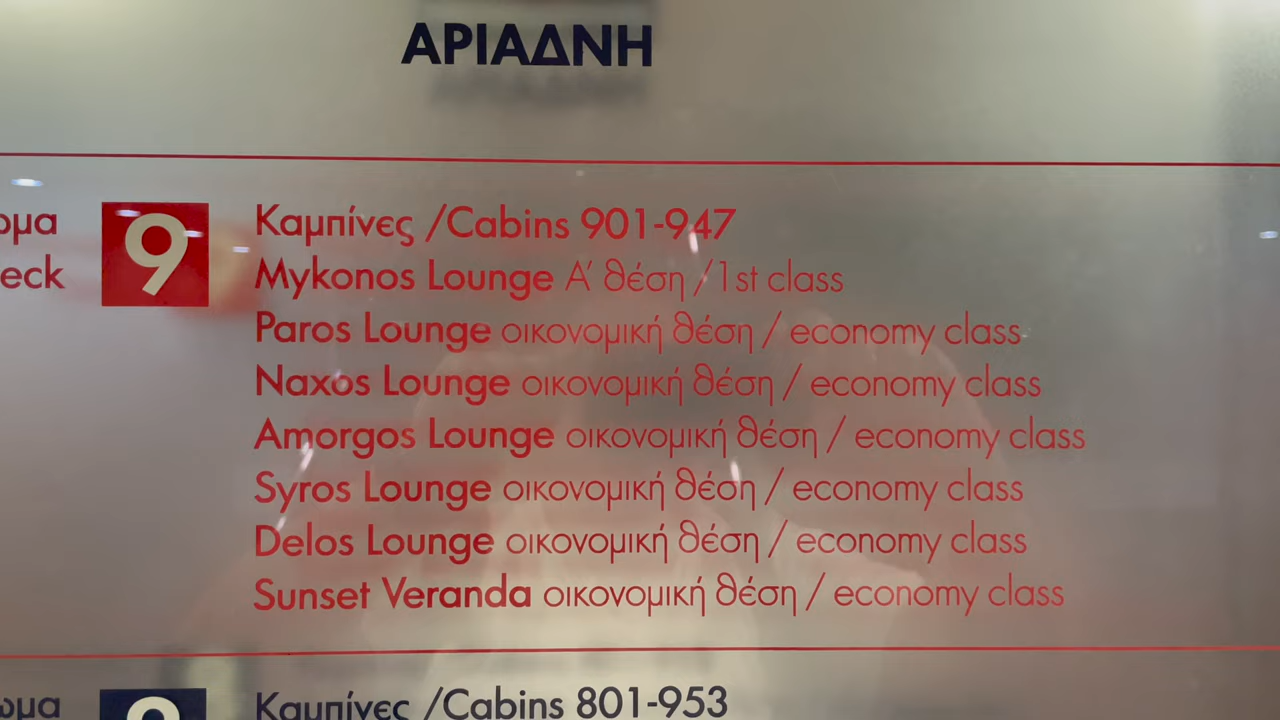 ΑΡΙΑΔΝΗ
9
Καμπίνες /Cabins 901-947
Mykonos Lounge Α' θέση /1st class
Paros Lounge οικονομική θέση / economy class
Naxos Lounge οικονομική θέση / economy class
Amorgos Lounge οικονομική θέση / economy class
Syros Lounge οικονομική θέση / economy class
Delos Lounge οικονομική θέση / economy class
Sunset Veranda οικονομική θέση / economy class
Καμπίνες /Cabins 801-953